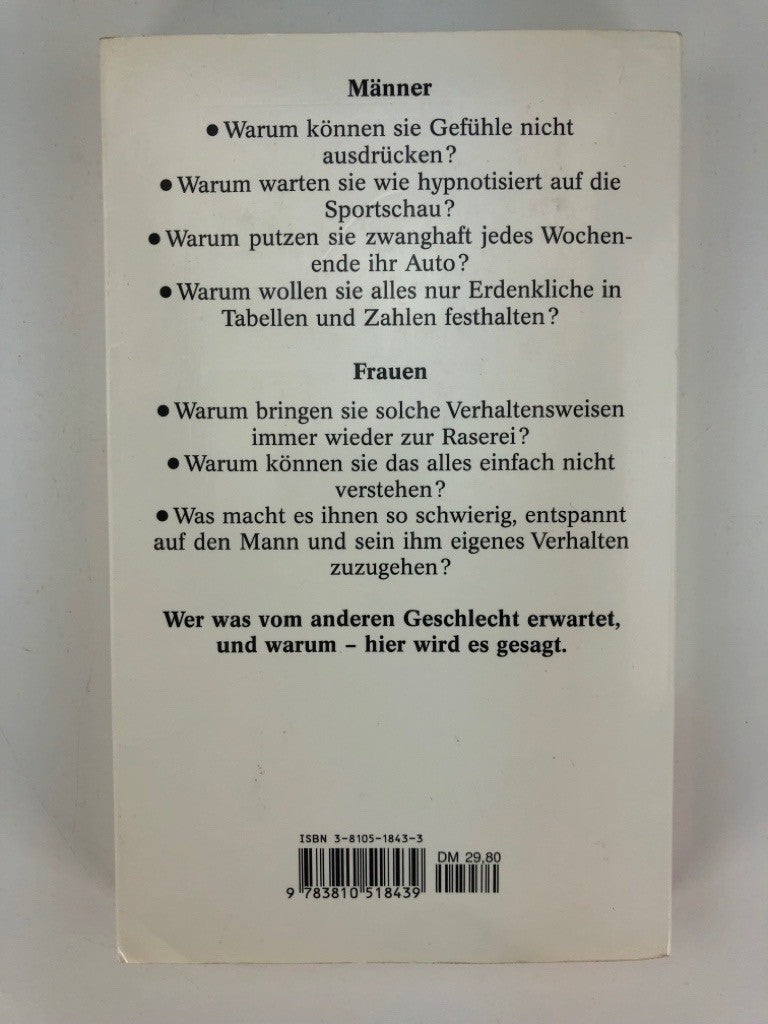 Männer
● Warum können sie Gefühle nicht
ausdrücken?
● Warum warten sie wie hypnotisiert auf die
Sportschau?
● Warum putzen sie zwanghaft jedes Wochen-
ende ihr Auto?
● Warum wollen sie alles nur Erdenkliche in
Tabellen und Zahlen festhalten?
Frauen
● Warum bringen sie solche Verhaltensweisen
immer wieder zur Raserei?
● Warum können sie das alles einfach nicht
verstehen?
● Was macht es ihnen so schwierig, entspannt
auf den Mann und sein ihm eigenes Verhalten
zuzugehen?
Wer was vom anderen Geschlecht erwartet,
und warum – hier wird es gesagt.
ISBN 3-8105-1843-3
DM 29,80
9 783810 518439